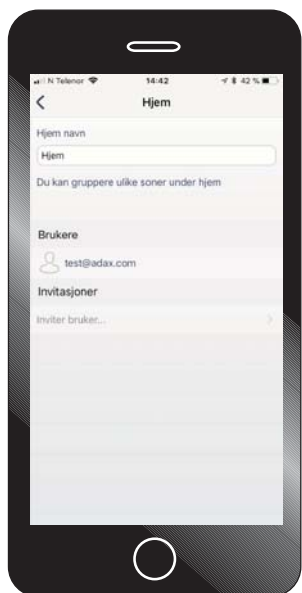 N Telenor 14:42 42 %
Hjem
Hjem navn
Hjem
Du kan gruppere ulike soner under hjem
Brukere
test@adax.com
Invitasjoner
Inviter bruker...